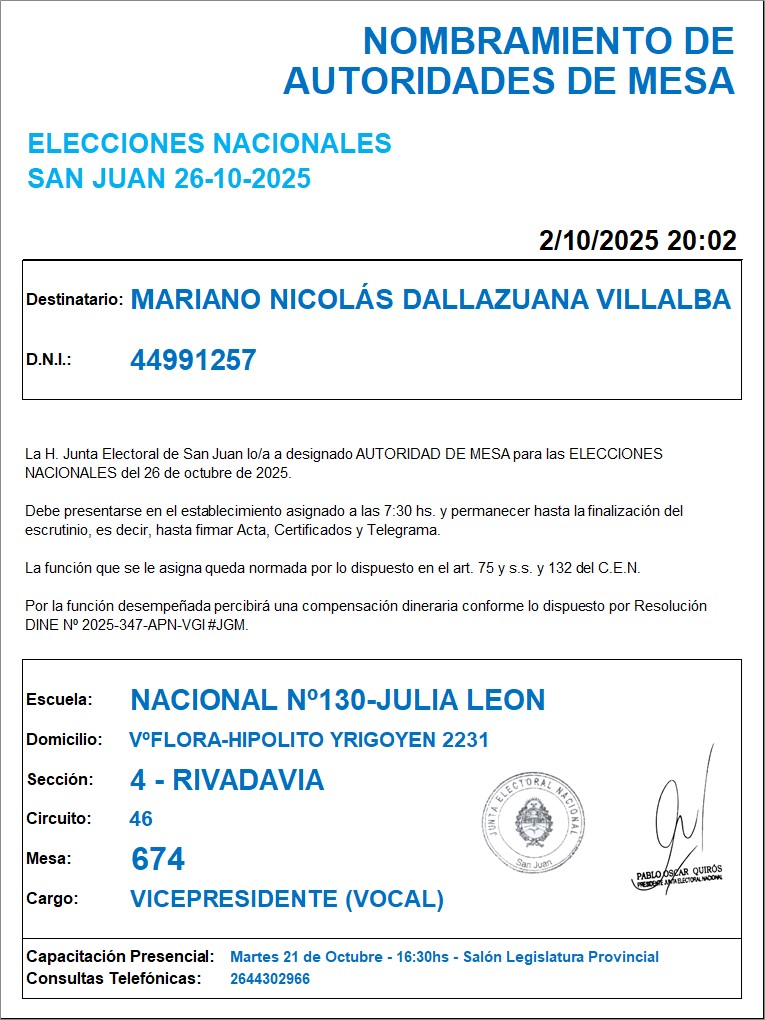 NOMBRAMIENTO DE
AUTORIDADES DE MESA
ELECCIONES NACIONALES
SAN JUAN 26-10-2025
2/10/2025 20:02
Destinatario: MARIANO NICOLÁS DALLAZUANA VILLALBA
D.N.I.: 44991257
La H. Junta Electoral de San Juan lo/a a designado AUTORIDAD DE MESA para las ELECCIONES
NACIONALES del 26 de octubre de 2025.
Debe presentarse en el establecimiento asignado a las 7:30 hs. y permanecer hasta la finalización del
escrutinio, es decir, hasta firmar Acta, Certificados y Telegrama.
La función que se le asigna queda normada por lo dispuesto en el art. 75 y s.s. y 132 del C.E.N.
Por la función desempeñada percibirá una compensación dineraria conforme lo dispuesto por Resolución
DINE Nº 2025-347-APN-VGI #JGM.
Escuela: NACIONAL Nº130-JULIA LEON
Domicilio: VºFLORA-HIPOLITO YRIGOYEN 2231
Sección: 4 - RIVADAVIA
Circuito: 46
Mesa: 674
Cargo: VICEPRESIDENTE (VOCAL)
JUNTA ELECTORAL NACIONAL
San Juan
PABLO OSCAR QUIRÓS
PRESIDENTE JUNTA ELECTORAL NACIONAL
Capacitación Presencial: Martes 21 de Octubre - 16:30hs - Salón Legislatura Provincial
Consultas Telefónicas: 2644302966